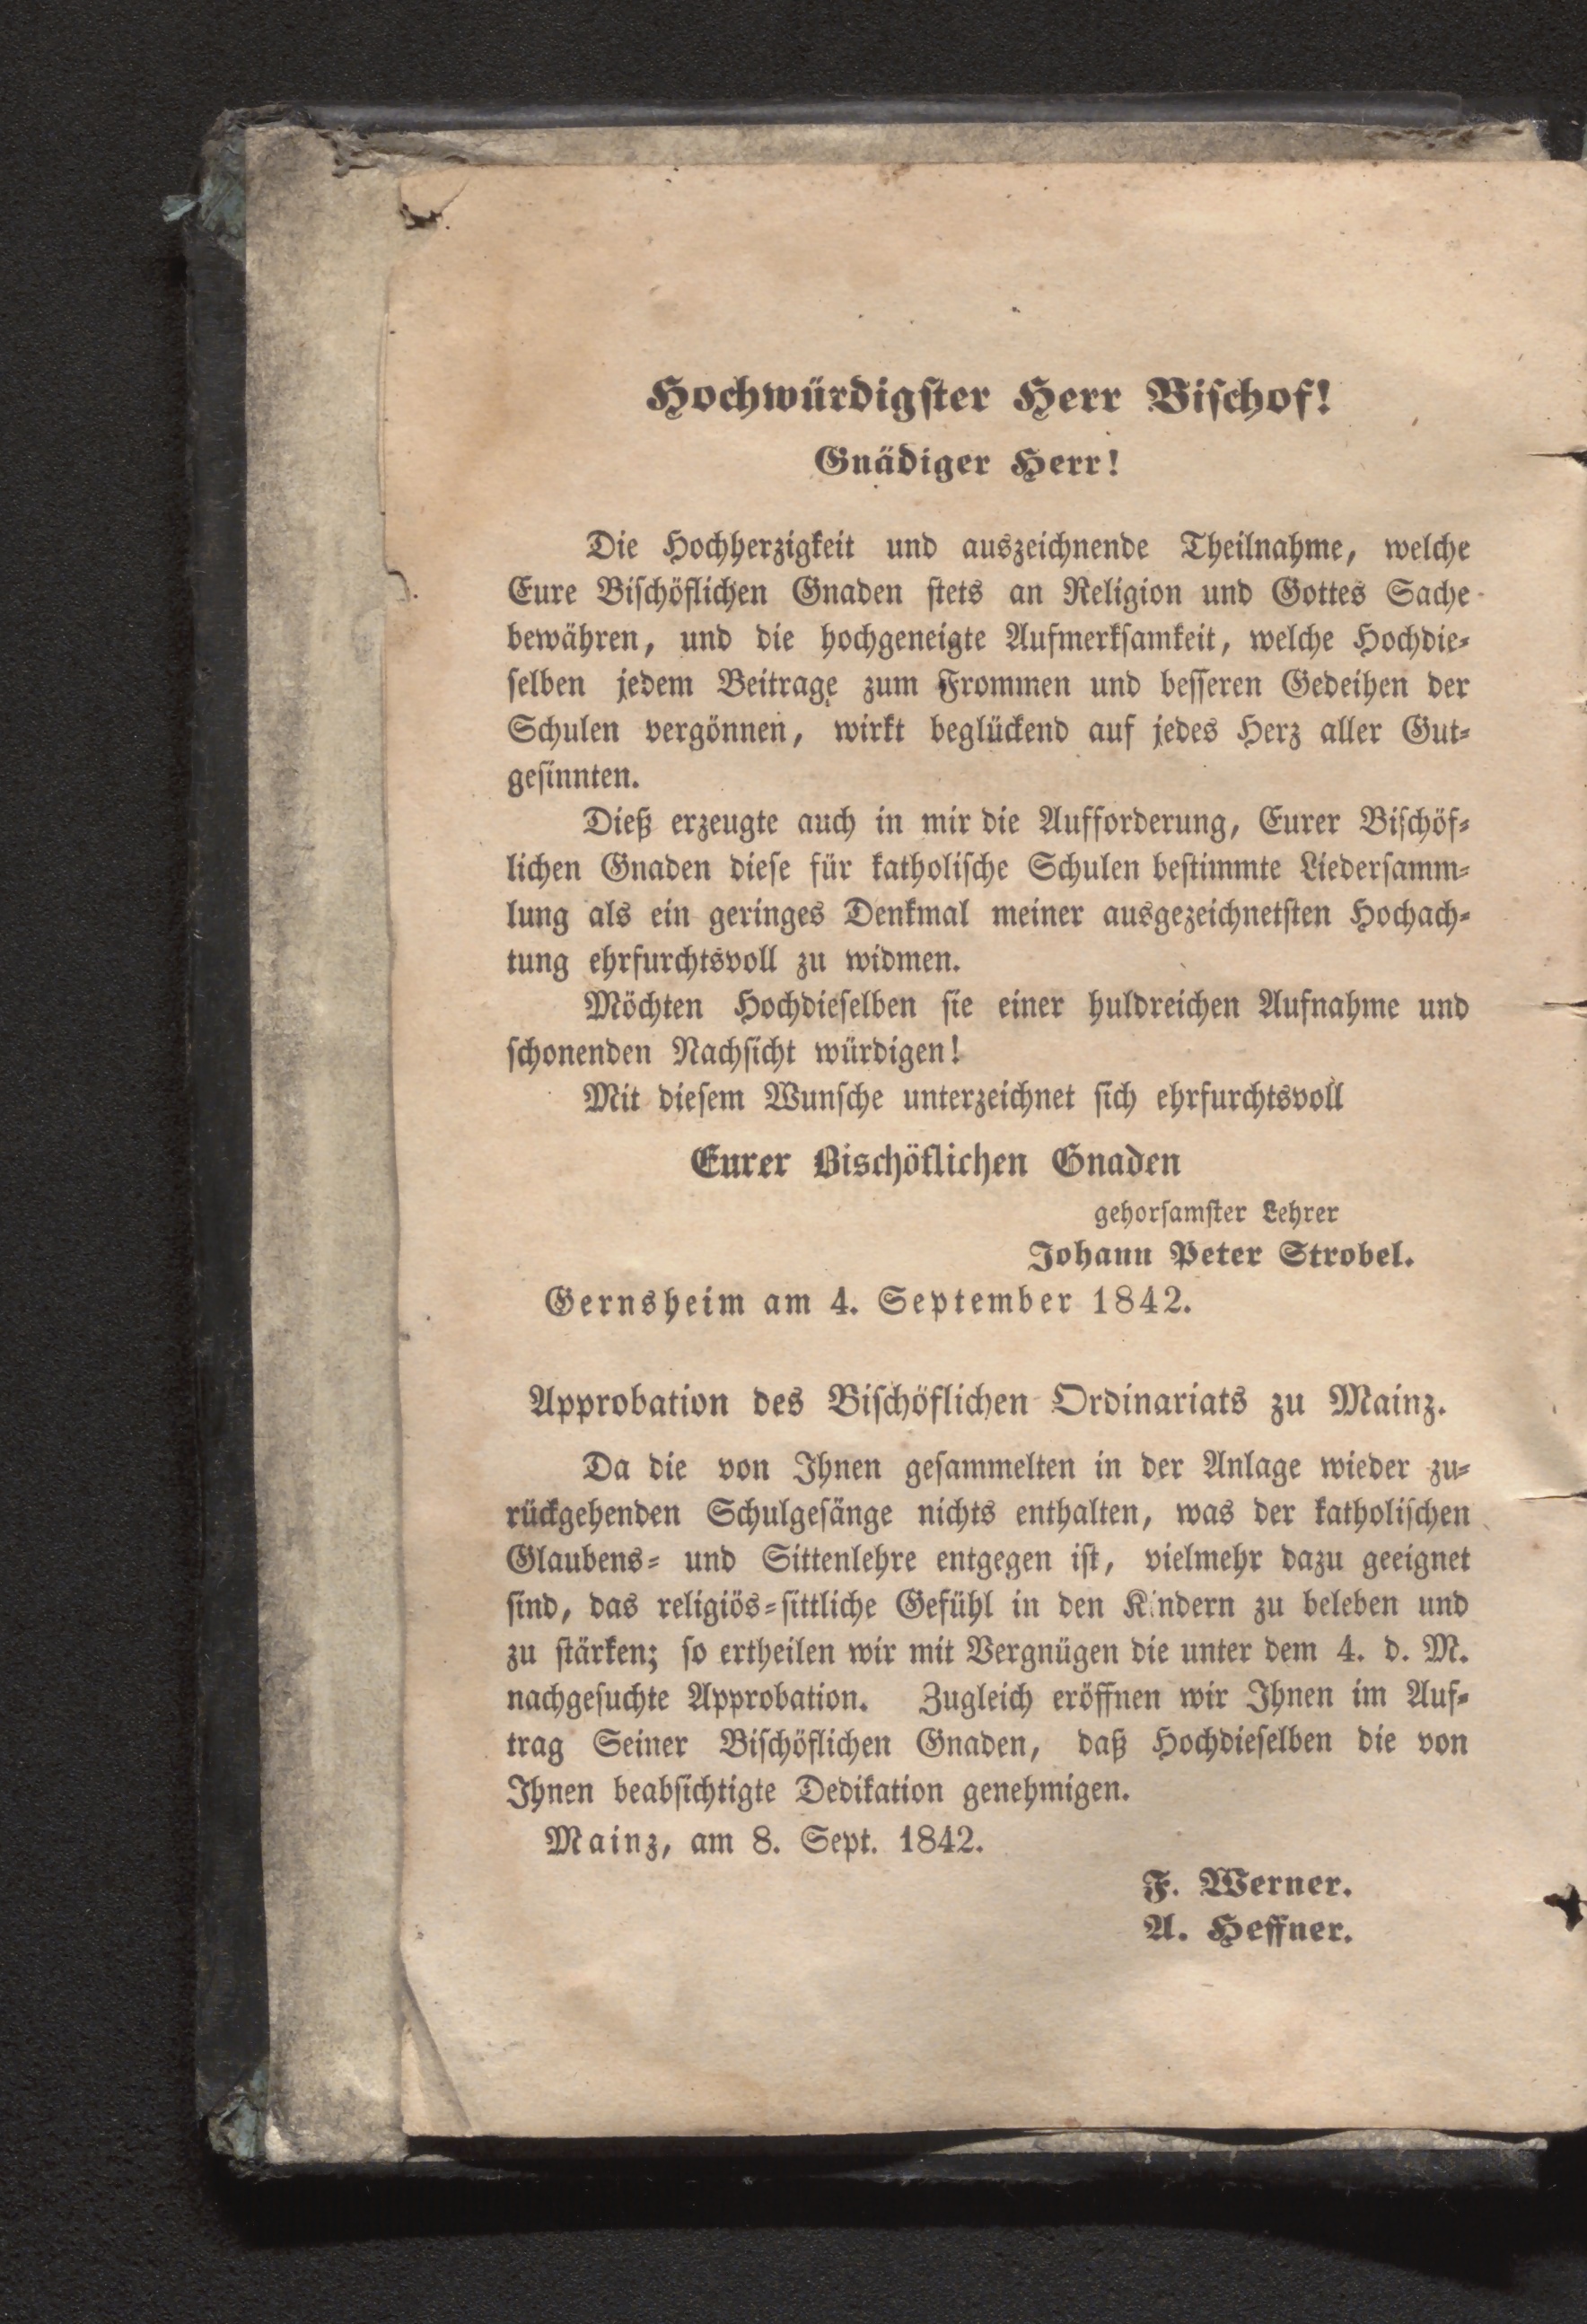 Hochwürdigster Herr Bischof!
Gnädiger Herr!
Die Hochherzigkeit und auszeichnende Theilnahme, welche
Eure Bischöflichen Gnaden stets an Religion und Gottes Sache
bewähren, und die hochgeneigte Aufmerksamkeit, welche Hochdie-
selben jedem Beitrage zum Frommen und besseren Gedeihen der
Schulen vergönnen, wirkt beglückend auf jedes Herz aller Gut-
gesinnten.
Dieß erzeugte auch in mir die Aufforderung, Eurer Bischöf-
lichen Gnaden diese für katholische Schulen bestimmte Liedersamm-
lung als ein geringes Denkmal meiner ausgezeichnetsten Hochach-
tung ehrfurchtsvoll zu widmen.
Möchten Hochdieselben sie einer huldreichen Aufnahme und
schonenden Nachsicht würdigen!
Mit diesem Wunsche unterzeichnet sich ehrfurchtsvoll
Eurer Bischöflichen Gnaden
gehorsamster Lehrer
Johann Peter Strobel.
Gernsheim am 4. September 1842.
Approbation des Bischöflichen Ordinariats zu Mainz.
Da die von Ihnen gesammelten in der Anlage wieder zu-
rückgehenden Schulgesänge nichts enthalten, was der katholischen
Glaubens- und Sittenlehre entgegen ist, vielmehr dazu geeignet
sind, das religiös-sittliche Gefühl in den Kindern zu beleben und
zu stärken; so ertheilen wir mit Vergnügen die unter dem 4. d. M.
nachgesuchte Approbation. Zugleich eröffnen wir Ihnen im Auf-
trag Seiner Bischöflichen Gnaden, daß Hochdieselben die von
Ihnen beabsichtigte Dedikation genehmigen.
Mainz, am 8. Sept. 1842.
F. Werner.
A. Heffner.